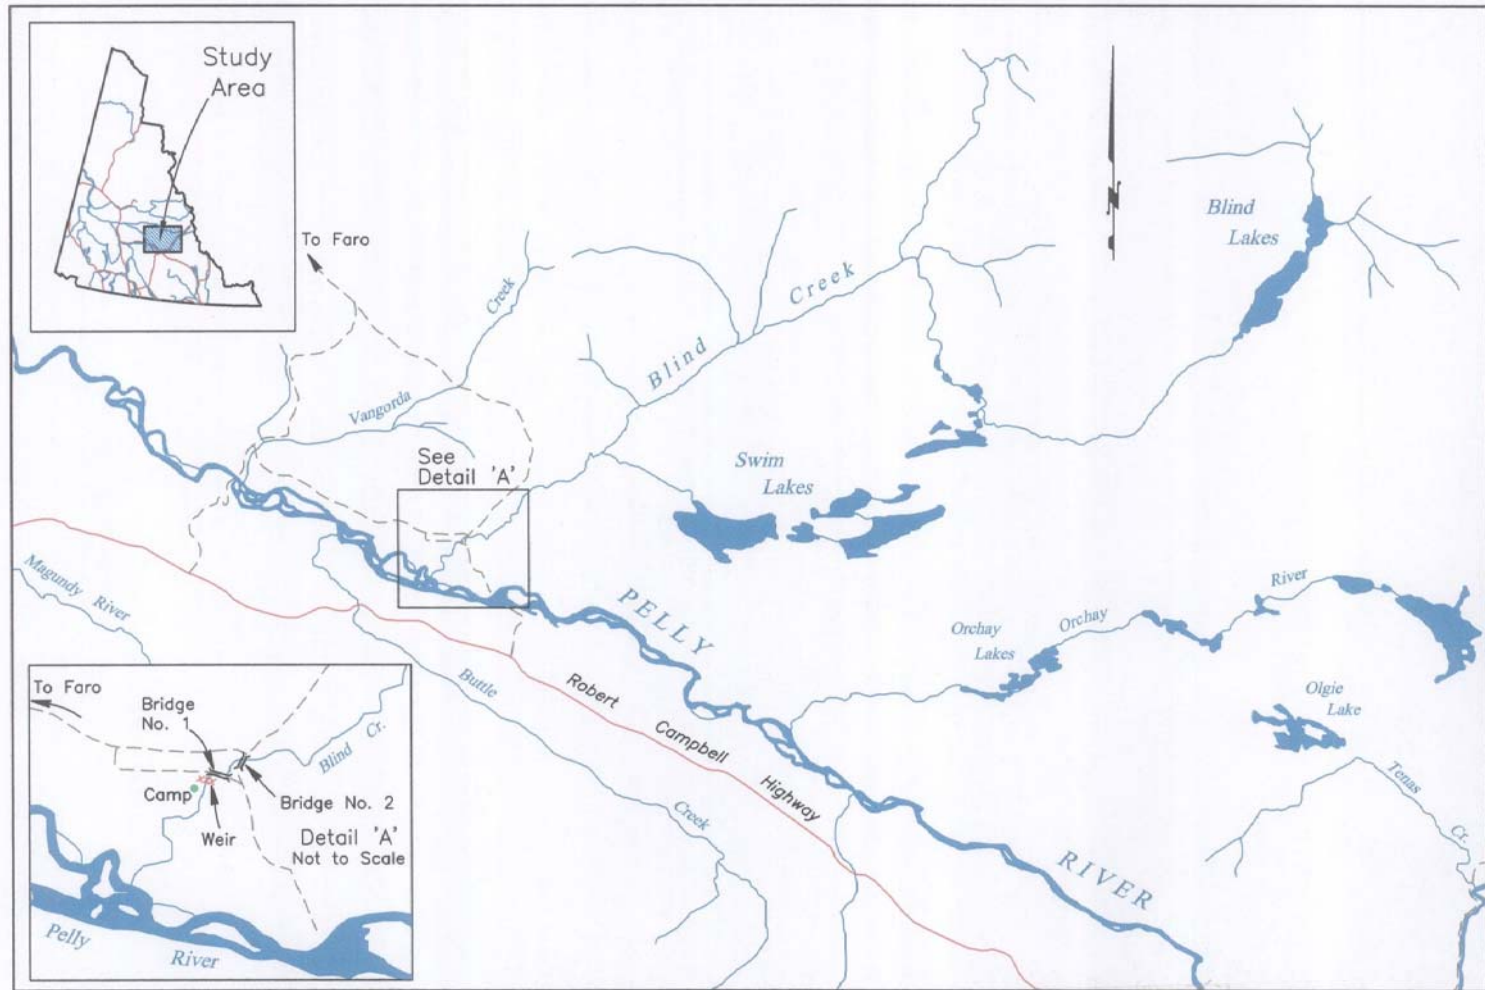 Study
Area
To Faro
Blind
Lakes
Creek
Vangorda
Blind Creek
See
Detail 'A'
Swim
Lakes
Magundy River
PELLY
RIVER
Orchay
Lakes
Orchay River
Olgie
Lake
Buttle
Creek
Robert Campbell Highway
Tenas
Cr.
To Faro
Bridge
No. 1
Blind Cr.
Camp
Bridge No. 2
Weir
Detail 'A'
Not to Scale
Pelly
River
N